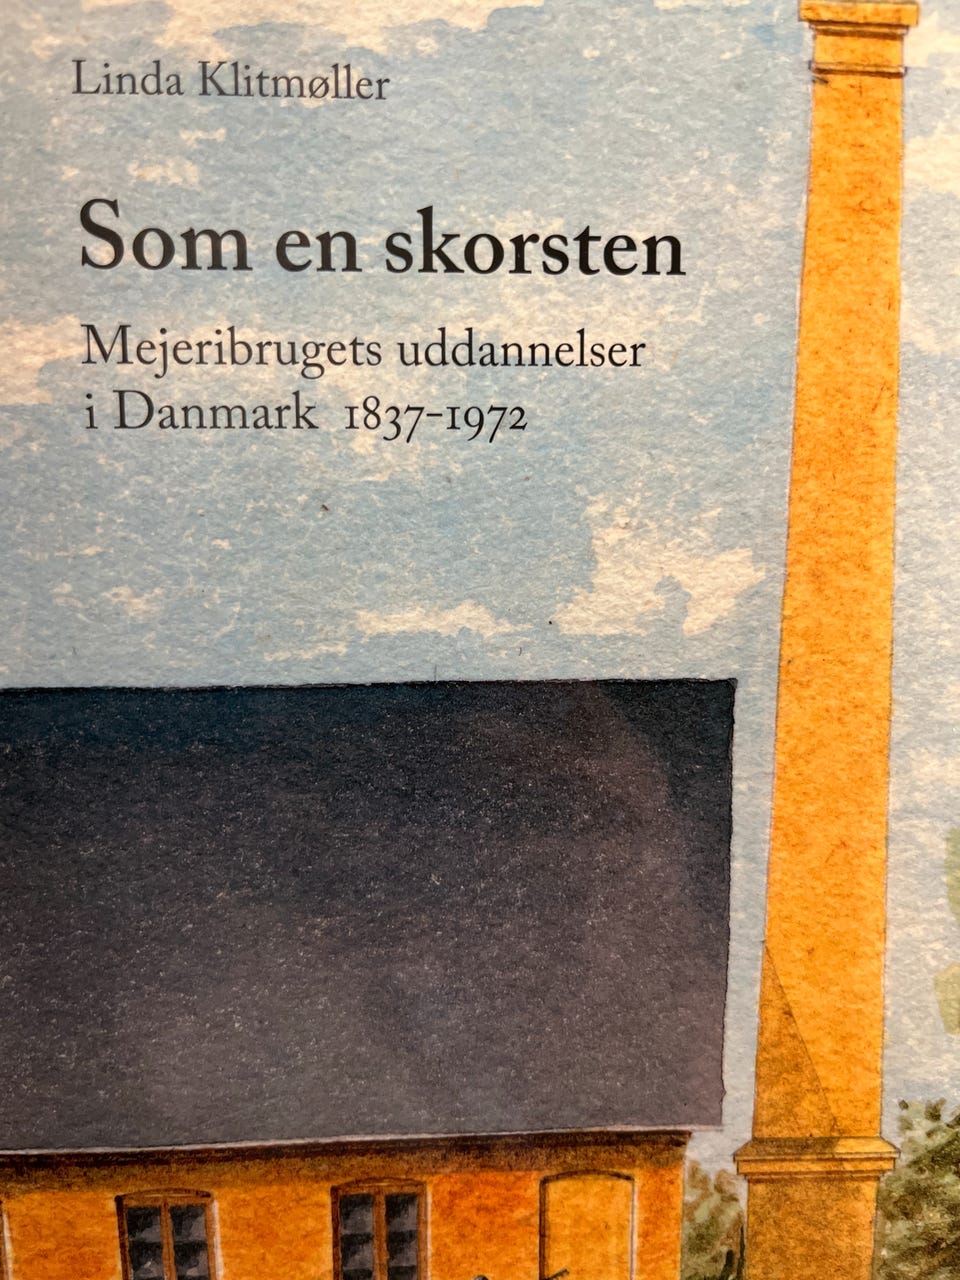 Linda Klitmøller
Som en skorsten
Mejeribrugets uddannelser
i Danmark 1837-1972